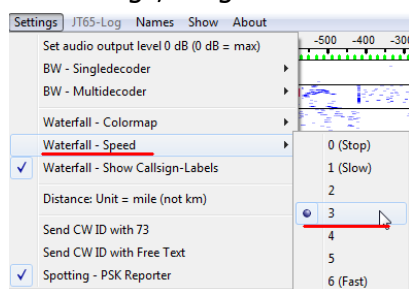 Settings JT65-Log Names Show About
Set audio output level 0 dB (0 dB = max)
BW - Singledecoder
BW - Multidecoder
Waterfall - Colormap
Waterfall - Speed
Waterfall - Show Callsign-Labels
Distance: Unit = mile (not km)
Send CW ID with 73
Send CW ID with Free Text
Spotting - PSK Reporter
-500 -400 -300
0 (Stop)
1 (Slow)
2
3
4
5
6 (Fast)